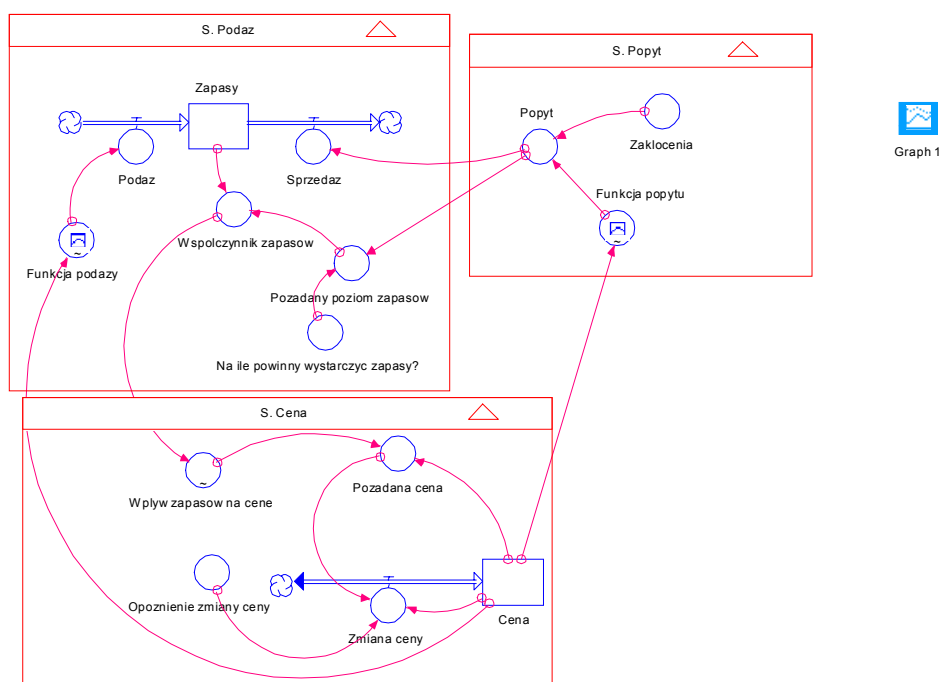 S. Podaz
Zapasy
Podaz
Sprzedaz
Wspolczynnik zapasow
Funkcja podazy
Pozadany poziom zapasow
Na ile powinny wystarczyc zapasy?
S. Popyt
Popyt
Zaklocenia
Funkcja popytu
Graph 1
S. Cena
Pozadana cena
Wplyw zapasow na cene
Opoznienie zmiany ceny
Zmiana ceny
Cena